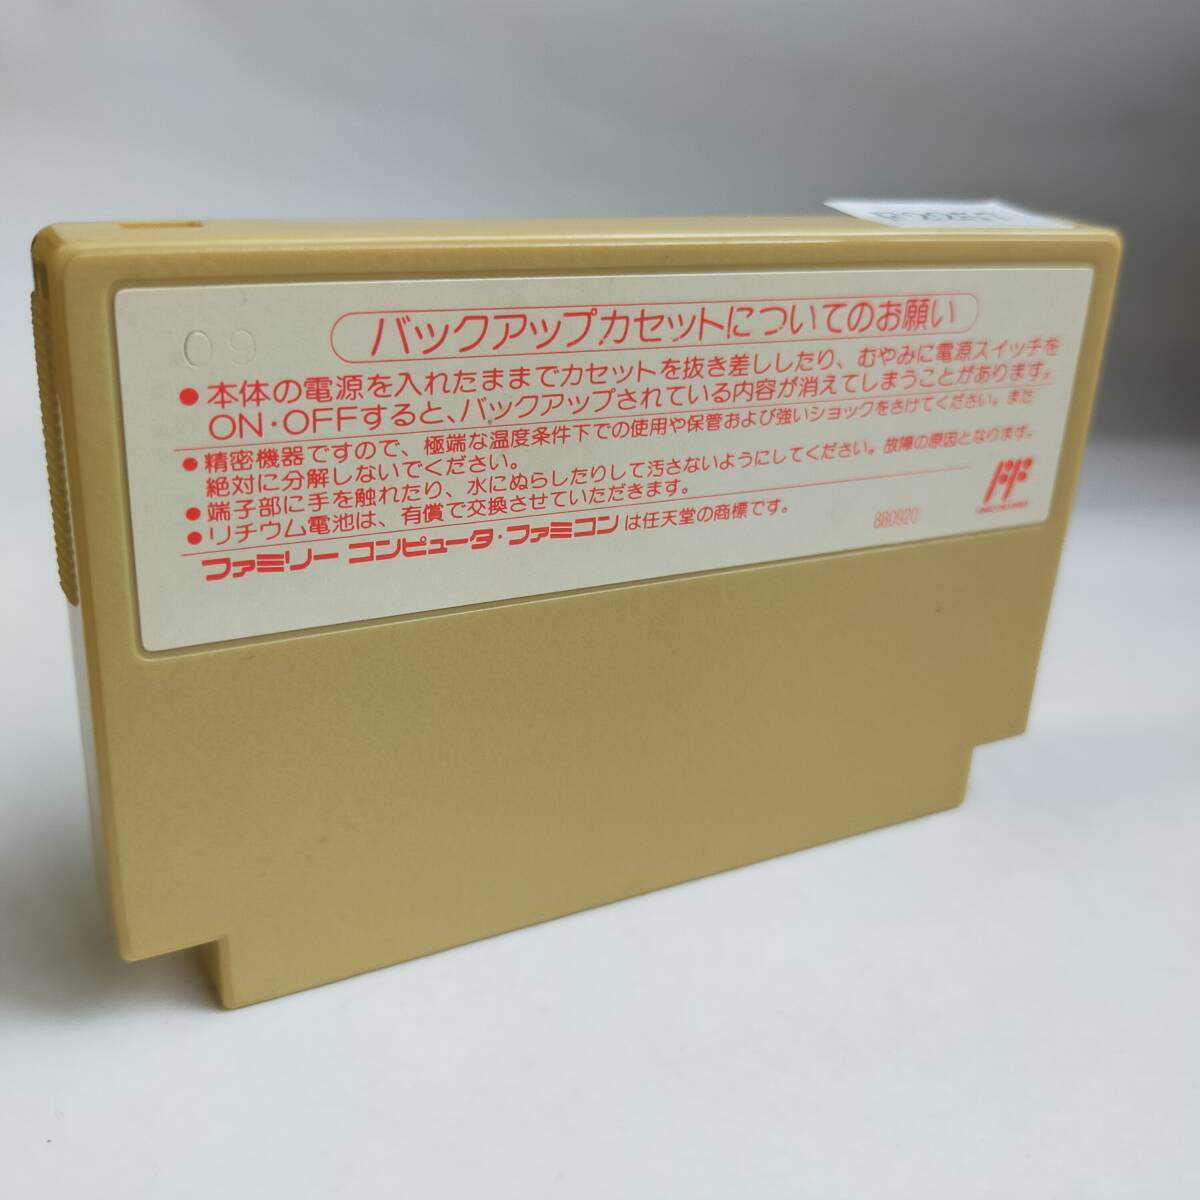 バックアップカセットについてのお願い
09
●本体の電源を入れたままでカセットを抜き差ししたり、むやみに電源スイッチを
ON・OFFすると、バックアップされている内容が消えてしまうことがあります。
●精密機器ですので、極端な温度条件下での使用や保管および強いショックをさけてください。また
絶対に分解しないでください。
●端子部に手を触れたり、水にぬらしたりして汚さないようにしてください。故障の原因となります。
●リチウム電池は、有償で交換させていただきます。
ファミリー コンピュータ・ファミコンは任天堂の商標です。
880920